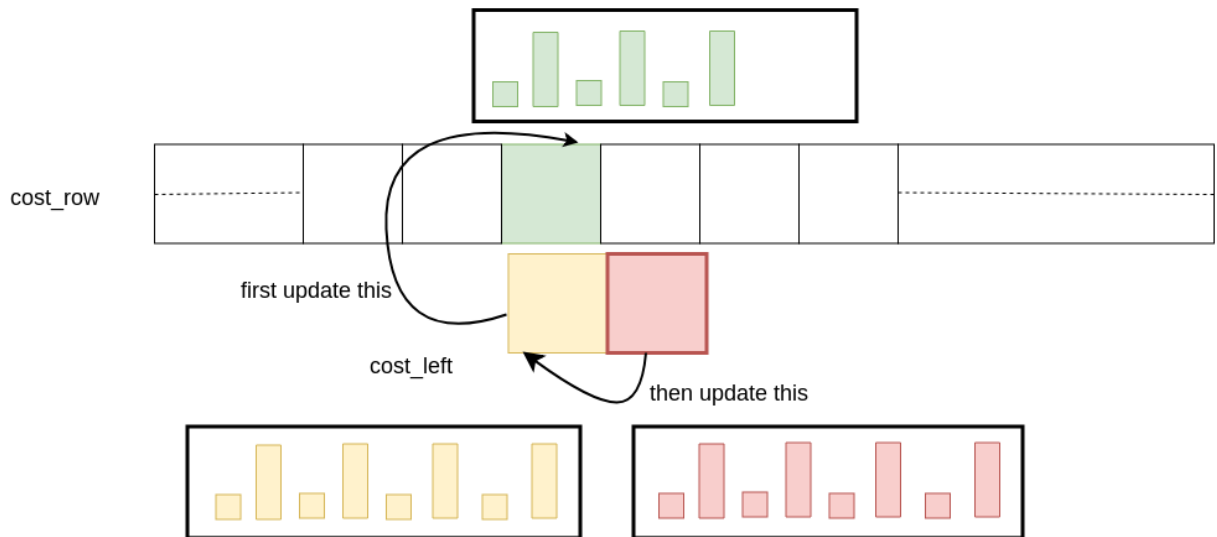 cost_row
first update this
cost_left
then update this